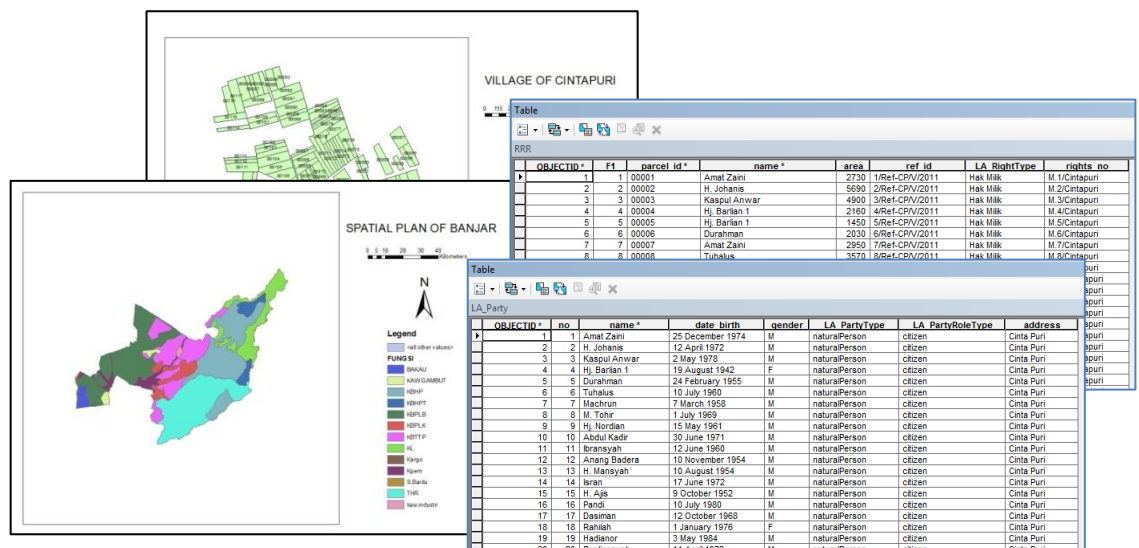 VILLAGE OF CINTAPURI
0 115
Table
RRR
OBJECTID * F1 parcel id * name * area ref_id LA_RightType rights_no
1 1 00001 Amat Zaini 2730 1/Ref-CP/V/2011 Hak Milik M.1/Cintapuri
2 2 00002 H. Johanis 5690 2/Ref-CP/V/2011 Hak Milik M.2/Cintapuri
3 3 00003 Kaspul Anwar 4900 3/Ref-CP/V/2011 Hak Milik M.3/Cintapuri
4 4 00004 Hj. Barlian 1 2160 4/Ref-CP/V/2011 Hak Milik M.4/Cintapuri
5 5 00005 Hj. Barlian 1 1450 5/Ref-CP/V/2011 Hak Milik M.5/Cintapuri
6 6 00006 Durahman 2030 6/Ref-CP/V/2011 Hak Milik M.6/Cintapuri
7 7 00007 Amat Zaini 2950 7/Ref-CP/V/2011 Hak Milik M.7/Cintapuri
8 8 00008 Tuhalus 3570 8/Ref-CP/V/2011 Hak Milik M.8/Cintapuri
SPATIAL PLAN OF BANJAR
0 5 10 20 30 40
Kilometers
N
Legend
<all other values>
FUNGSI
BAKAU
KAW GAMBUT
KBHP
KBHPT
KBPLB
KBPLK
KBTTP
KL
Kargo
Kpem
S.Barito
THR
kaw.industri
Table
LA_Party
OBJECTID * no name * date_birth gender LA_PartyType LA_PartyRoleType address
1 1 Amat Zaini 25 December 1974 M naturalPerson citizen Cinta Puri
2 2 H. Johanis 12 April 1972 M naturalPerson citizen Cinta Puri
3 3 Kaspul Anwar 2 May 1978 M naturalPerson citizen Cinta Puri
4 4 Hj. Barlian 1 19 August 1942 F naturalPerson citizen Cinta Puri
5 5 Durahman 24 February 1955 M naturalPerson citizen Cinta Puri
6 6 Tuhalus 10 July 1960 M naturalPerson citizen Cinta Puri
7 7 Machrun 7 March 1958 M naturalPerson citizen Cinta Puri
8 8 M. Tohir 1 July 1969 M naturalPerson citizen Cinta Puri
9 9 Hj. Nordian 15 May 1961 M naturalPerson citizen Cinta Puri
10 10 Abdul Kadir 30 June 1971 M naturalPerson citizen Cinta Puri
11 11 Ibransyah 12 June 1960 M naturalPerson citizen Cinta Puri
12 12 Anang Badera 10 November 1954 M naturalPerson citizen Cinta Puri
13 13 H. Mansyah 10 August 1954 M naturalPerson citizen Cinta Puri
14 14 Isran 17 June 1972 M naturalPerson citizen Cinta Puri
15 15 H. Ajis 9 October 1952 M naturalPerson citizen Cinta Puri
16 16 Pandi 10 July 1980 M naturalPerson citizen Cinta Puri
17 17 Dasiman 12 October 1968 M naturalPerson citizen Cinta Puri
18 18 Rahilah 1 January 1976 F naturalPerson citizen Cinta Puri
19 19 Hadianor 3 May 1984 M naturalPerson citizen Cinta Puri